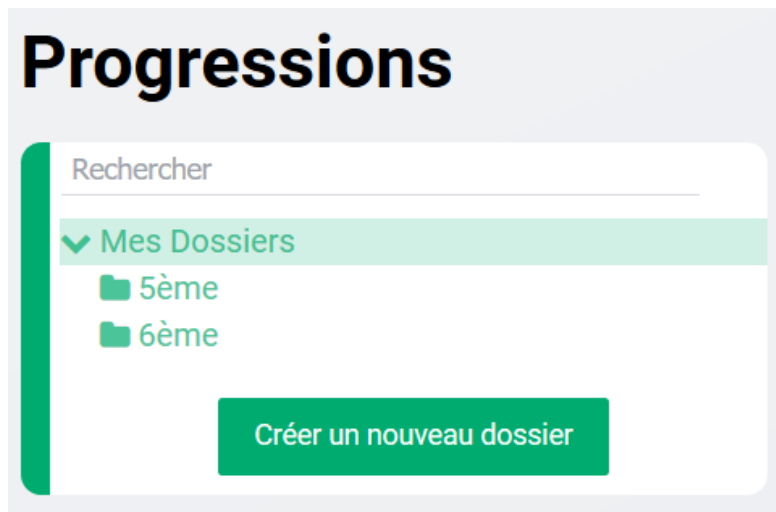 Progressions
Rechercher
Mes Dossiers
5ème
6ème
Créer un nouveau dossier